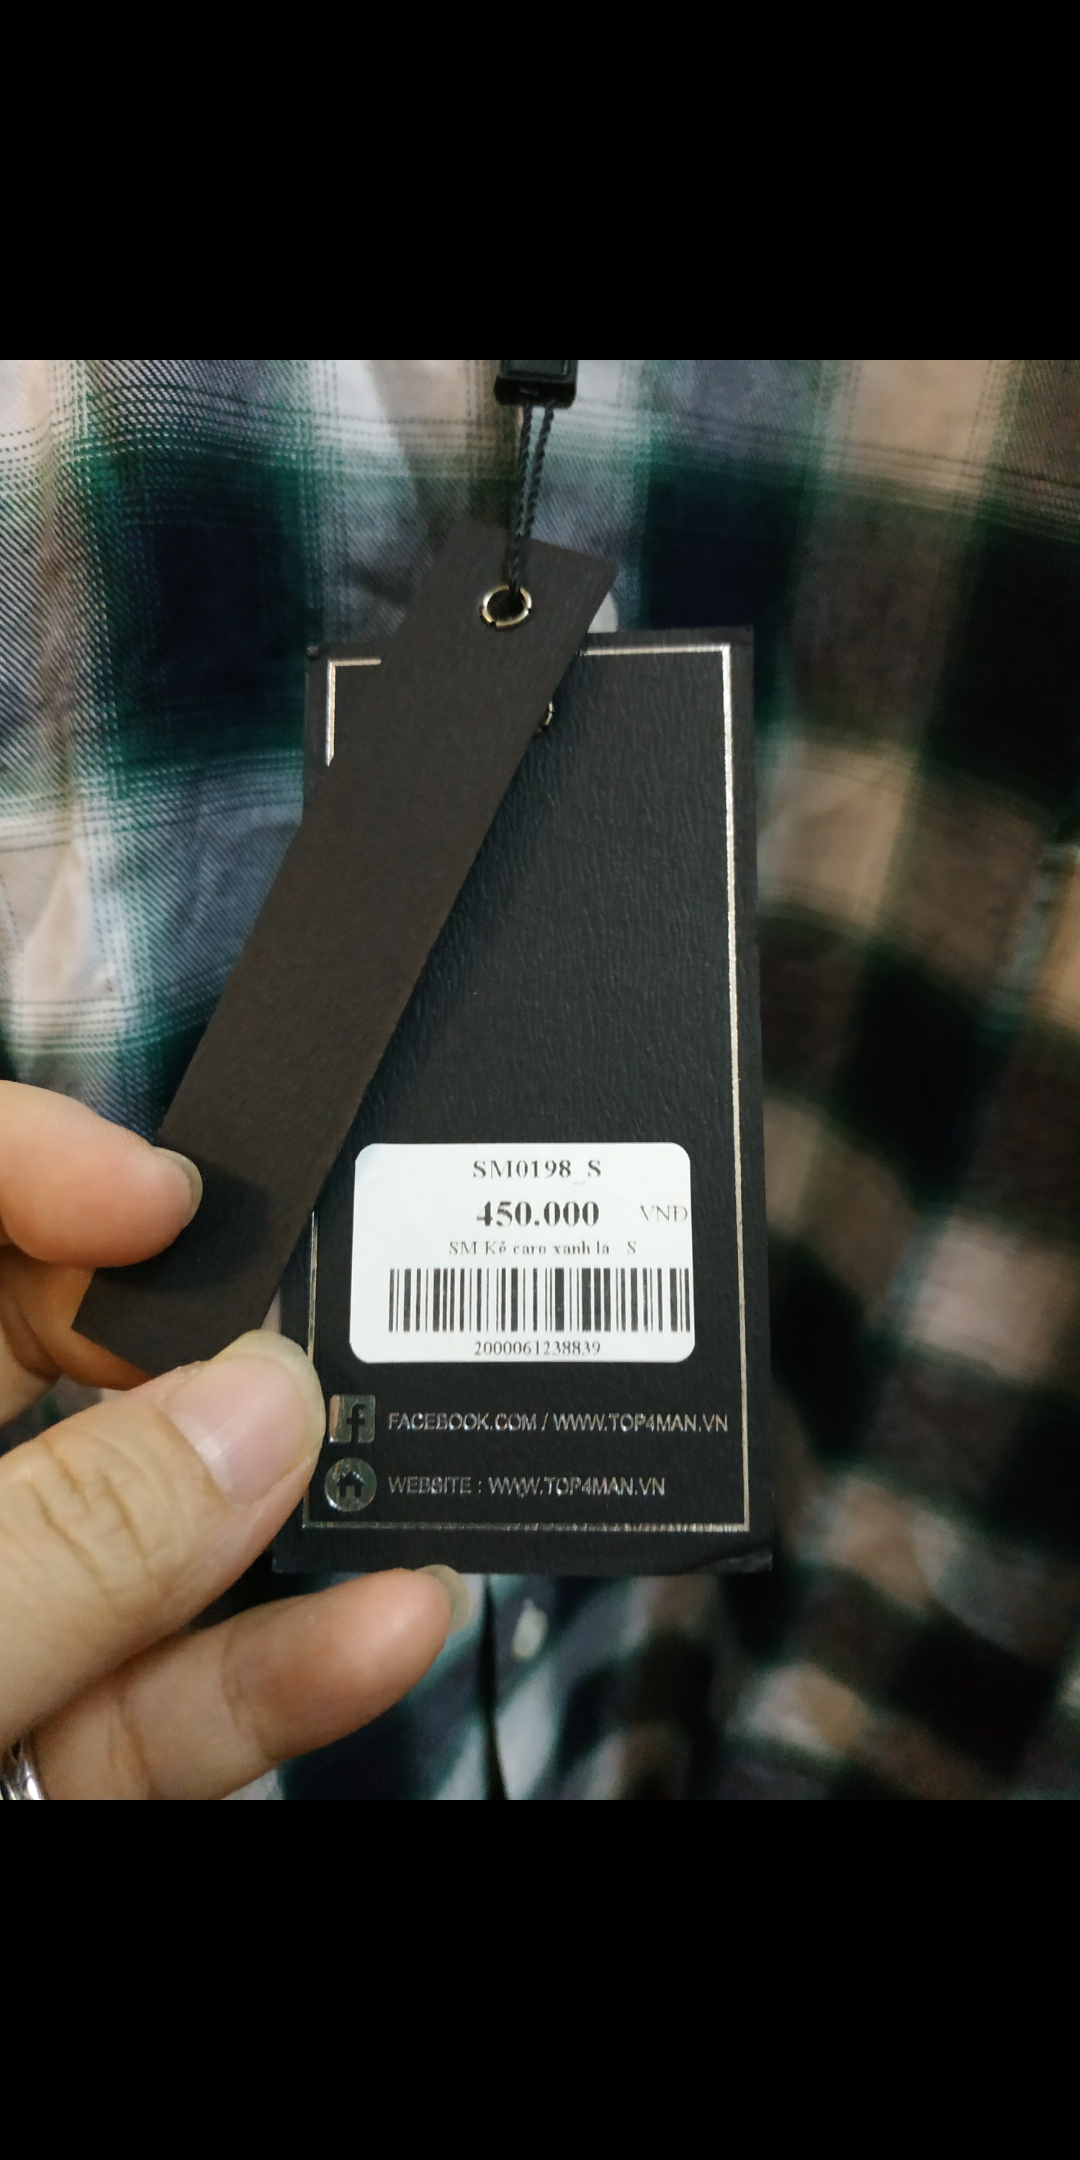 SM0198_S
450.000 VNĐ
SM Kẻ caro xanh lá _S
2000061238839
FACEBOOK.COM / WWW.TOP4MAN.VN
WEBSITE : WWW.TOP4MAN.VN